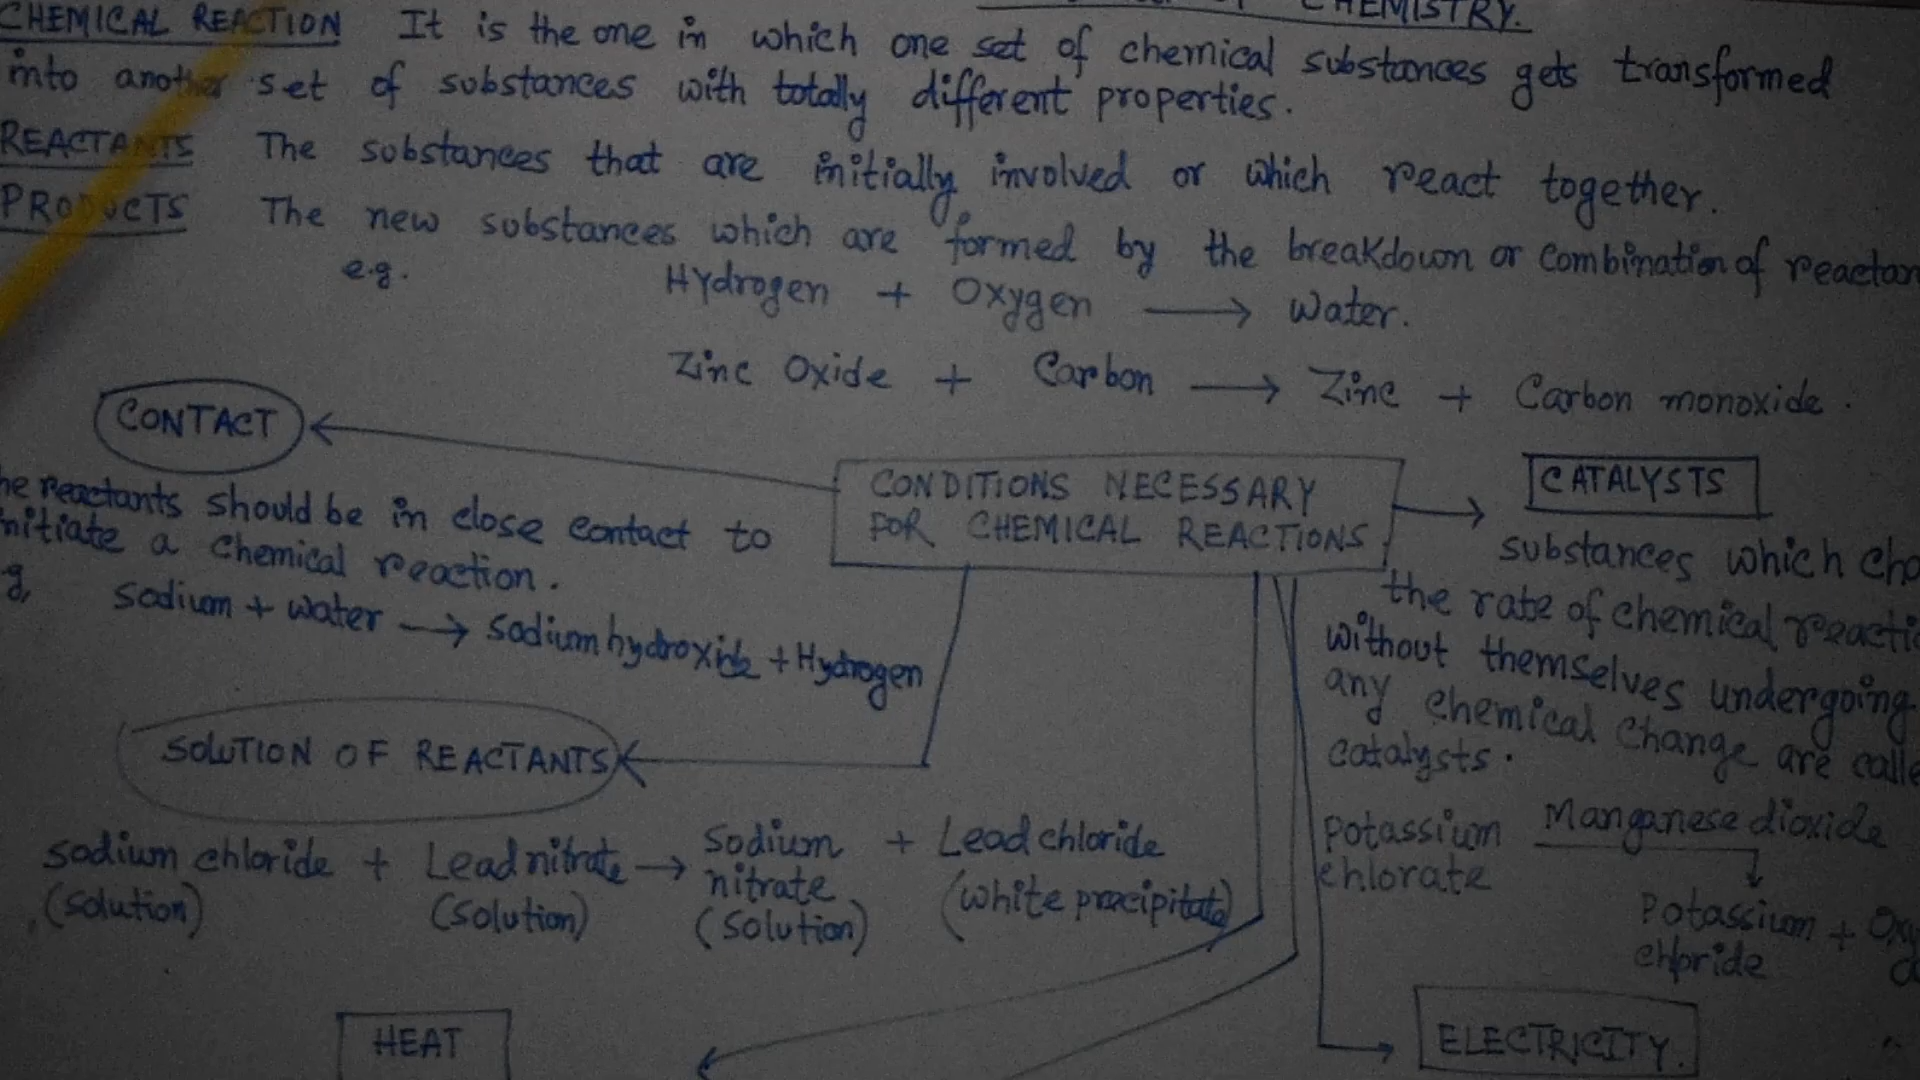 CHEMISTRY.
CHEMICAL REACTION It is the one in which one set of chemical substances gets transformed
into another set of substances with totally different properties.
REACTANTS The substances that are initially involved or which react together.
PRODUCTS The new substances which are formed by the breakdown or combination of
e.g. Hydrogen + Oxygen ⟶ Water.
Zinc Oxide + Carbon ⟶ Zinc + Carbon monoxide.
CONTACT
reactants should be in close contact to
a chemical reaction.
sodium + water ⟶ sodium hydroxide + Hydrogen
CONDITIONS NECESSARY
FOR CHEMICAL REACTIONS
CATALYSTS
substances which
the rate of chemical
without themselves undergoing
any chemical change are
catalysts.
potassium Manganese dioxide
chlorate
Potassium +
chloride
SOLUTION OF REACTANTS
sodium chloride + Lead nitrate ⟶ Sodium + Lead chloride
nitrate
(solution) (solution) (solution) (white precipitate)
HEAT
ELECTRICITY.